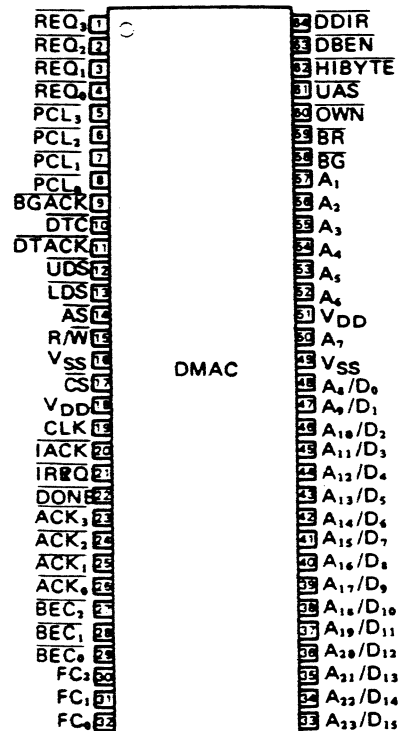 REQ3 1
REQ2 2
REQ1 3
REQ0 4
PCL3 5
PCL2 6
PCL1 7
PCL0 8
BGACK 9
DTC 10
DTACK 11
UDS 12
LDS 13
AS 14
R/W 15
VSS 16
CS 17
VDD 18
CLK 19
IACK 20
IREQ 21
DONE 22
ACK3 23
ACK2 24
ACK1 25
ACK0 26
BEC2 27
BEC1 28
BEC0 29
FC2 30
FC1 31
FC0 32
DMAC
64 DDIR
63 DBEN
62 HIBYTE
61 UAS
60 OWN
59 BR
58 BG
57 A1
56 A2
55 A3
54 A4
53 A5
52 A6
51 VDD
50 A7
49 VSS
48 A8/D0
47 A9/D1
46 A10/D2
45 A11/D3
44 A12/D4
43 A13/D5
42 A14/D6
41 A15/D7
40 A16/D8
39 A17/D9
38 A18/D10
37 A19/D11
36 A20/D12
35 A21/D13
34 A22/D14
33 A23/D15